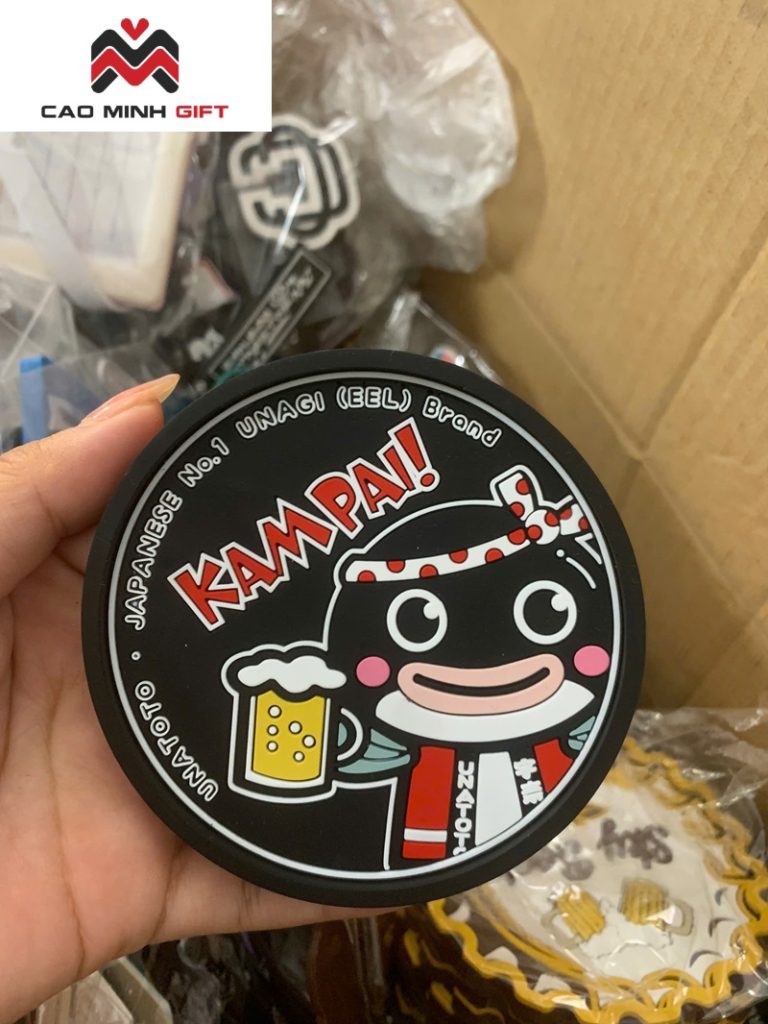 CAO MINH GIFT
UNATOTO • JAPANESE No.1 UNAGI (EEL) Brand
KAMPAI!
UNATOTO